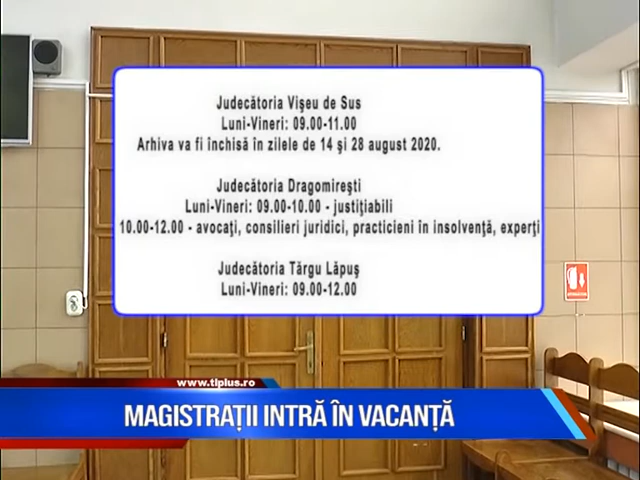 Judecătoria Vişeu de Sus
Luni-Vineri: 09.00-11.00
Arhiva va fi închisă în zilele de 14 şi 28 august 2020.
Judecătoria Dragomireşti
Luni-Vineri: 09.00-10.00 - justiţiabili
10.00-12.00 - avocaţi, consilieri juridici, practicieni în insolvenţă, experţi
Judecătoria Târgu Lăpuş
Luni-Vineri: 09.00-12.00
www.tlplus.ro
MAGISTRAȚII INTRĂ ÎN VACANȚĂ